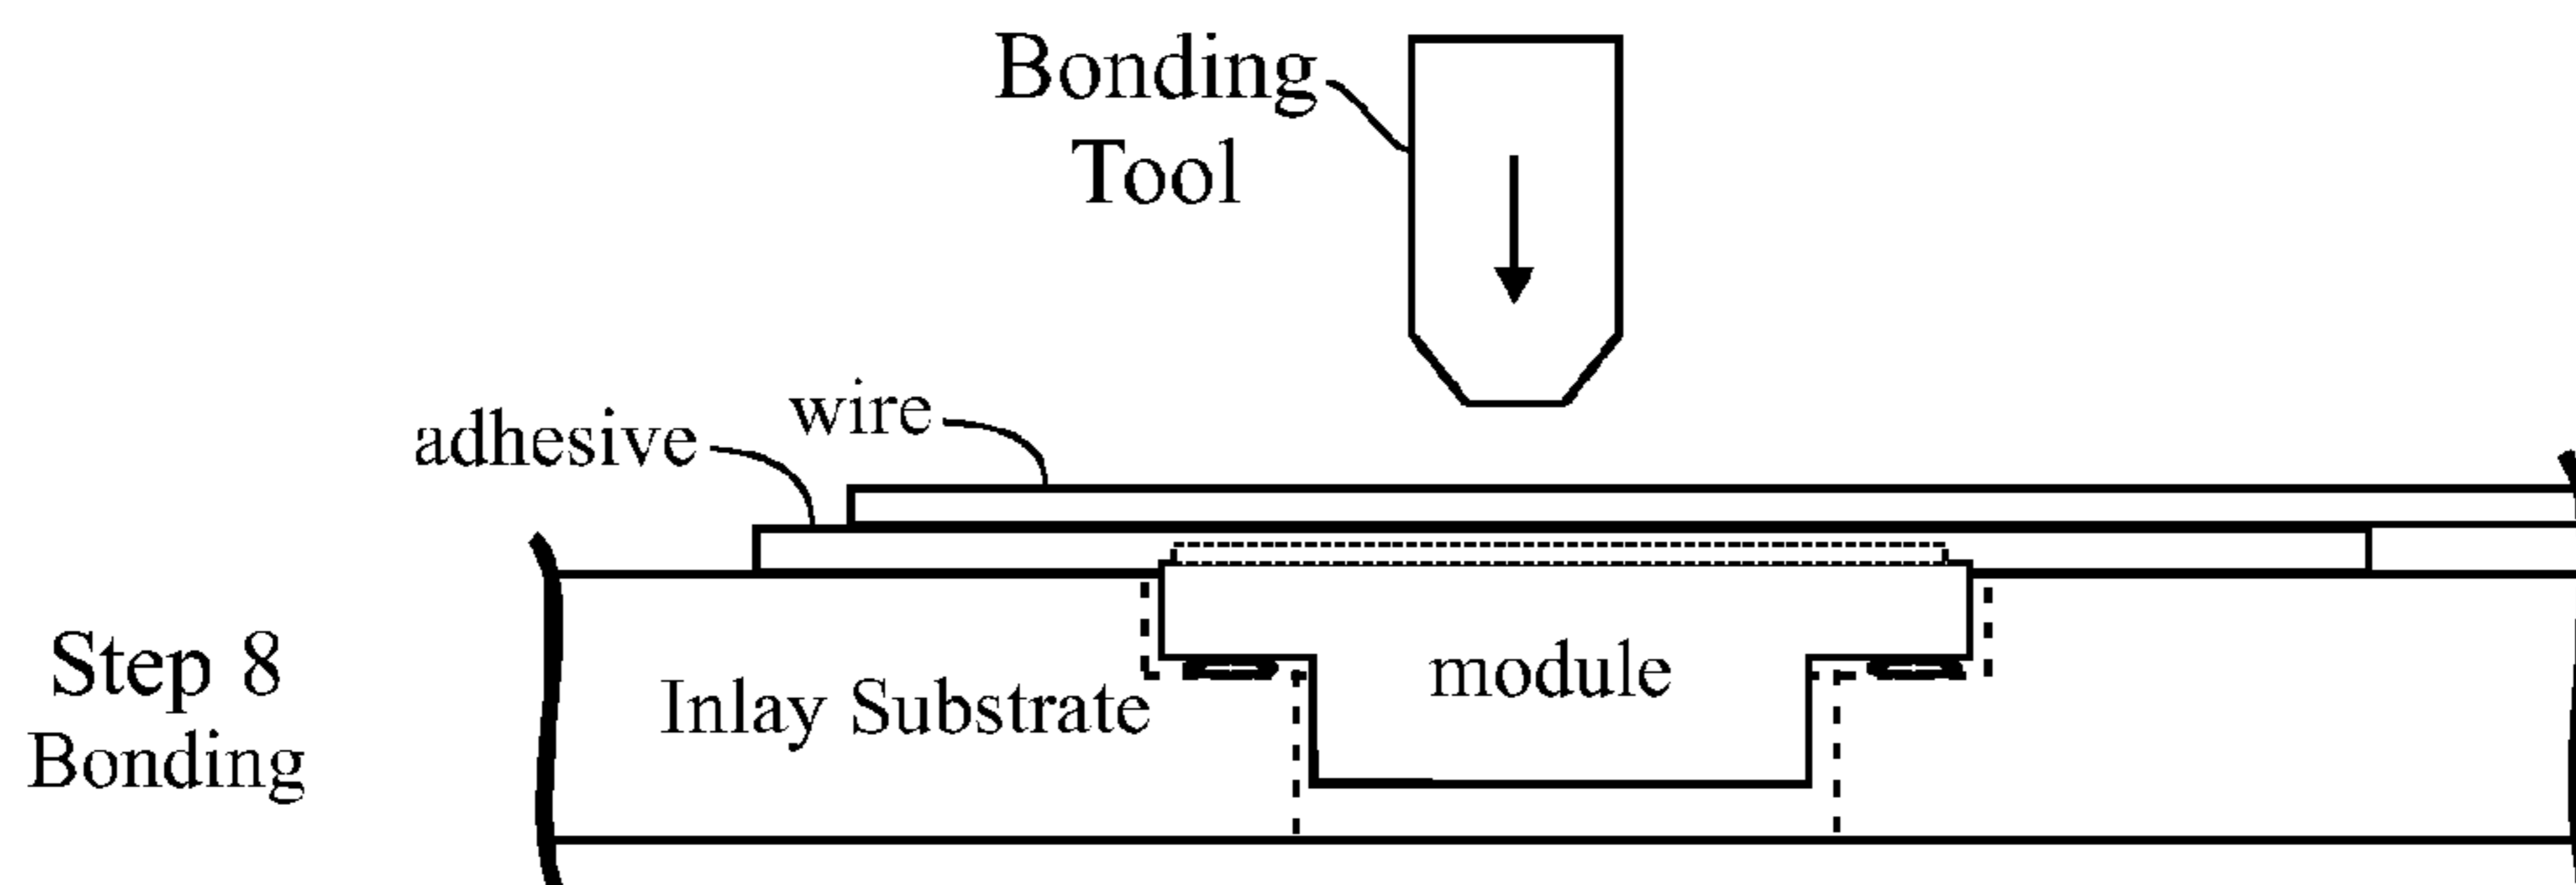 Bonding
Tool
wire
adhesive
Step 8
Bonding
Inlay Substrate
module